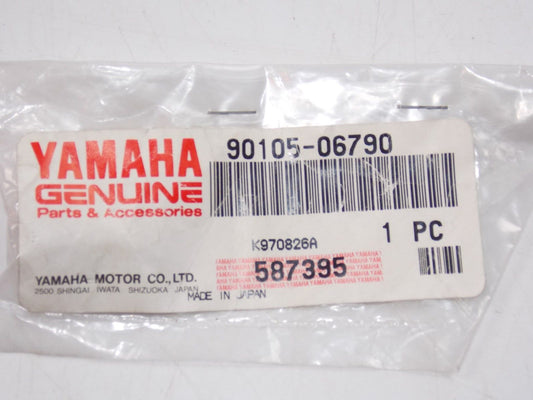 YAMAHA
GENUINE
Parts & Accessories
90105-06790
1 PC
K970826A
587395
YAMAHA MOTOR CO., LTD.
2500 SHINGAI IWATA SHIZUOKA JAPAN
MADE IN JAPAN